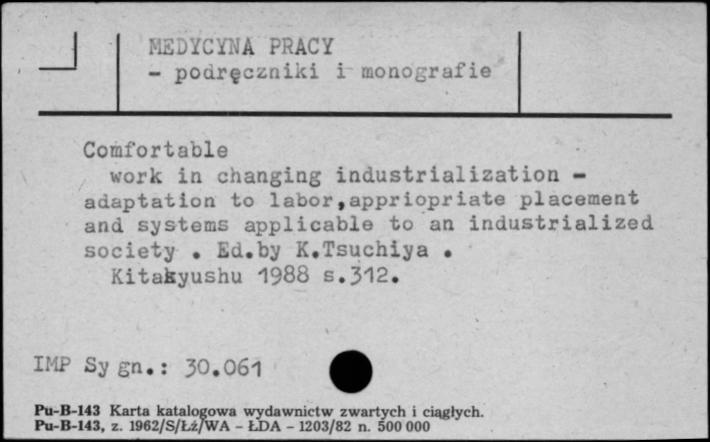 MEDYCYNA PRACY
- podręczniki i monografie
Comfortable
work in changing industrialization -
adaptation to labor,appriopriate placement
and systems applicable to an industrialized
society . Ed.by K.Tsuchiya .
Kitakyushu 1988 s.312.
IMP Sygn.: 30.061
Pu-B-143 Karta katalogowa wydawnictw zwartych i ciągłych.
Pu-B-143, z. 1962/S/Łź/WA - ŁDA - 1203/82 n. 500 000